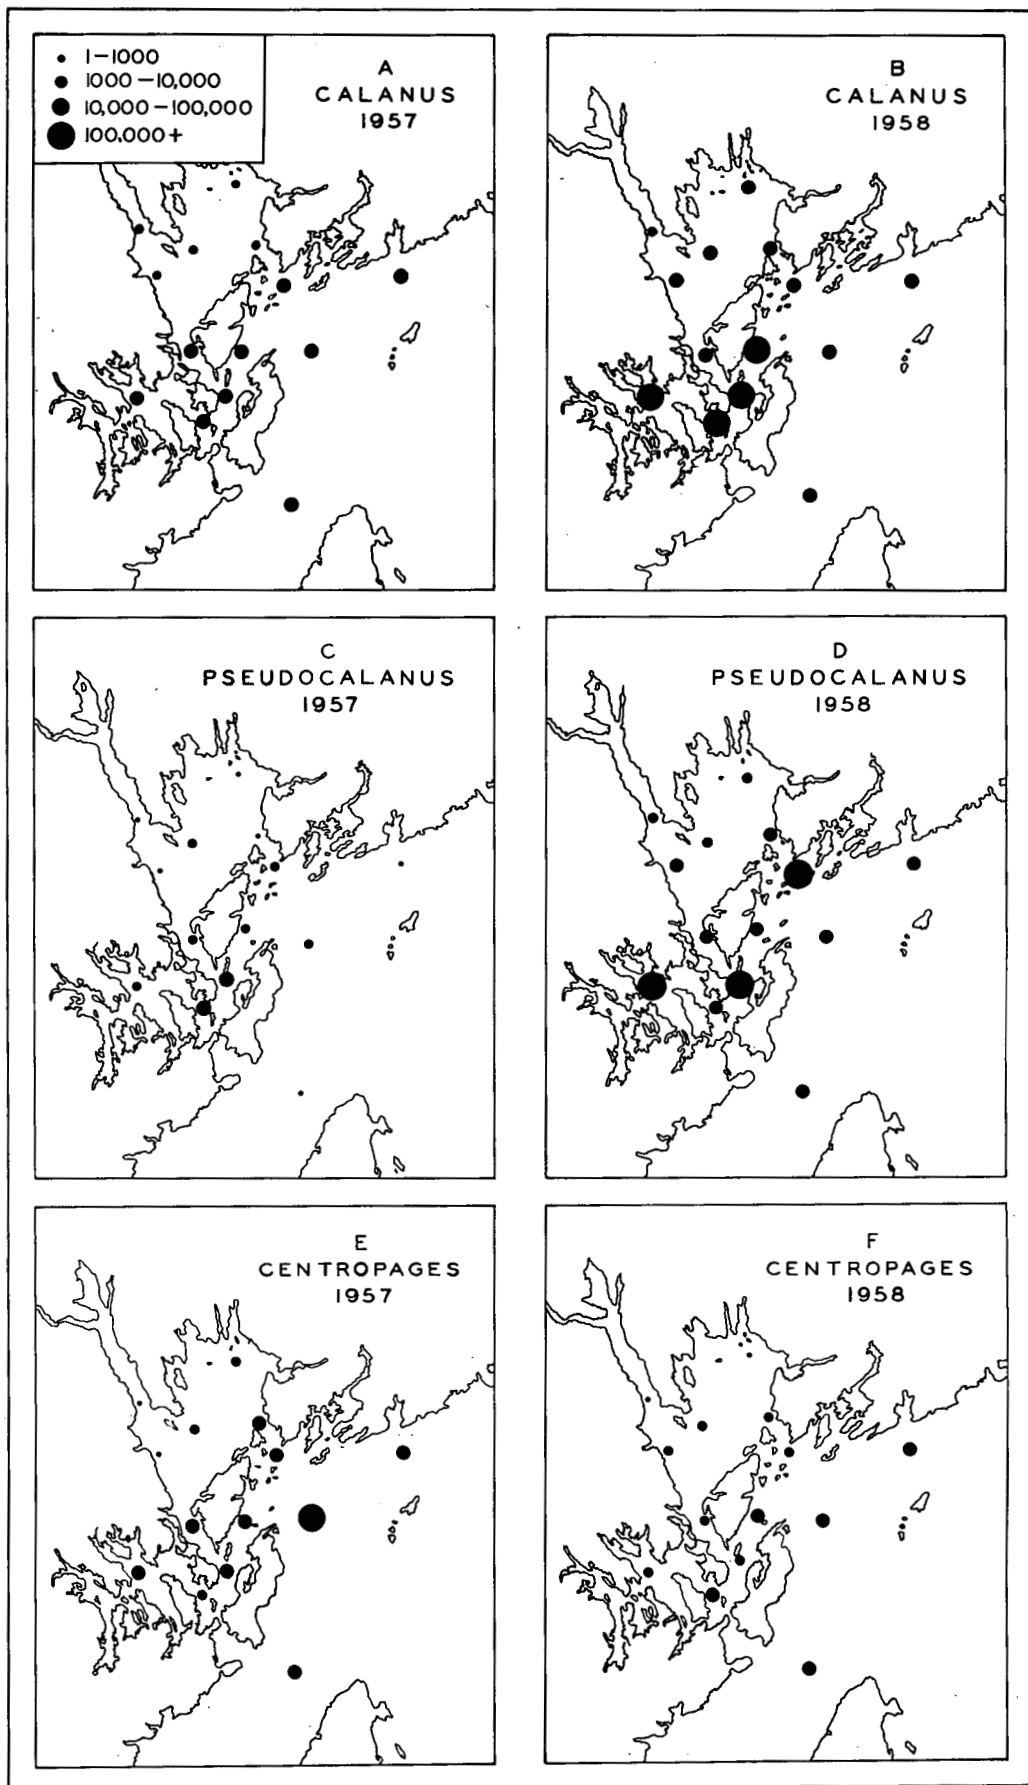 1–1000
1000–10,000
10,000–100,000
100,000+
A
CALANUS
1957
B
CALANUS
1958
C
PSEUDOCALANUS
1957
D
PSEUDOCALANUS
1958
E
CENTROPAGES
1957
F
CENTROPAGES
1958